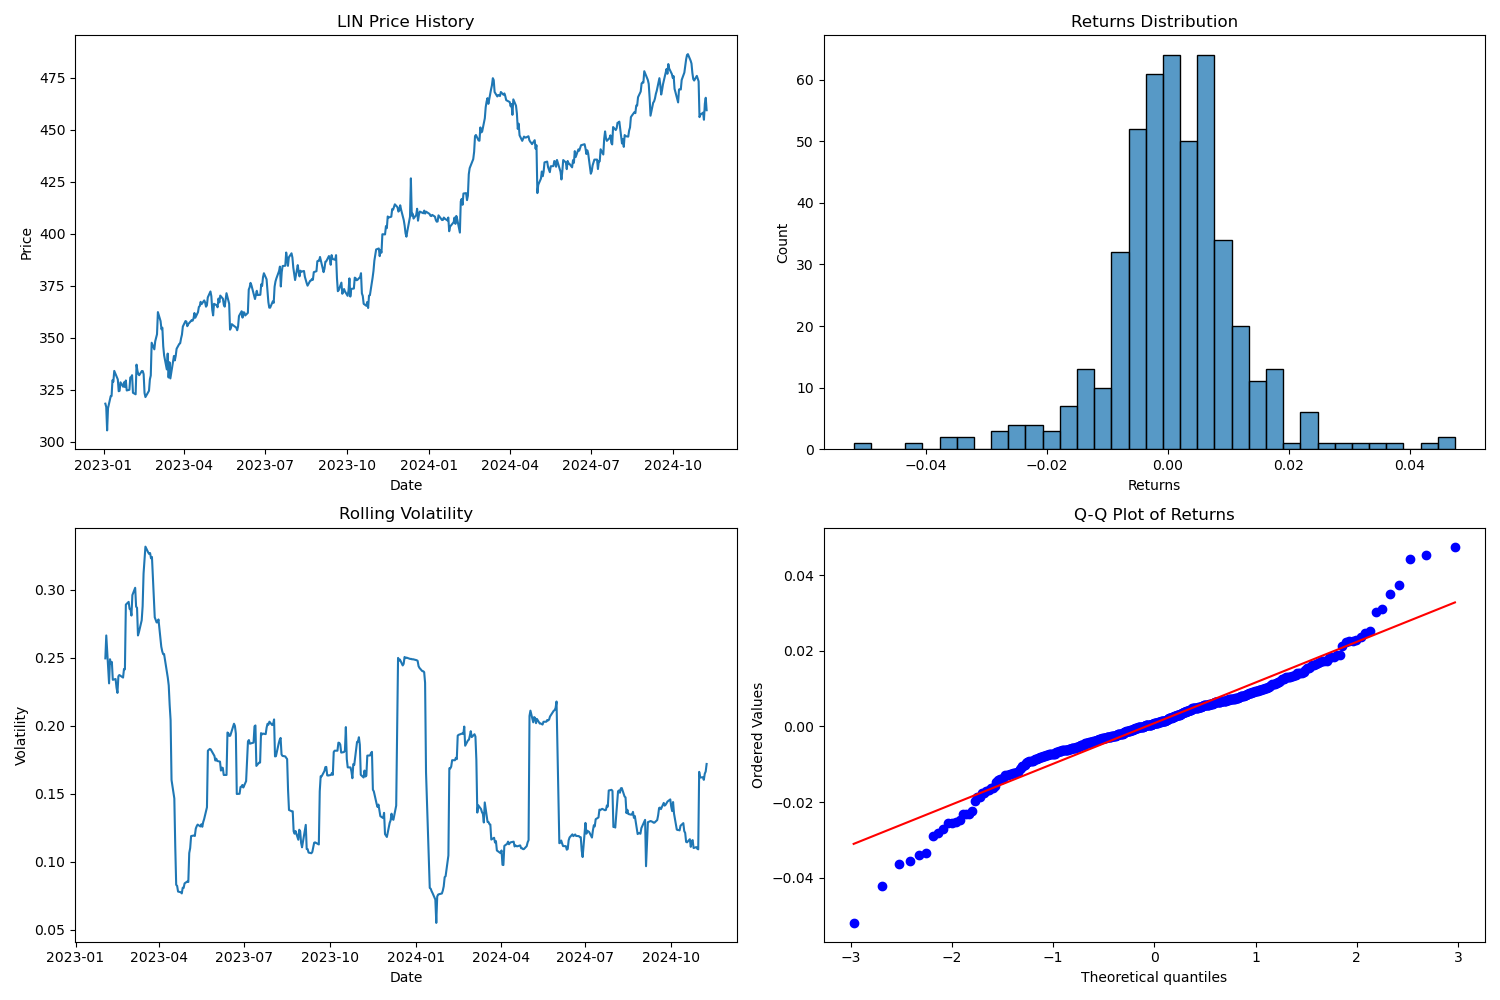 LIN Price History
Price
475
450
425
400
375
350
325
300
2023-01 2023-04 2023-07 2023-10 2024-01 2024-04 2024-07 2024-10
Date
Returns Distribution
Count
60
50
40
30
20
10
0
−0.04 −0.02 0.00 0.02 0.04
Returns
Rolling Volatility
Volatility
0.30
0.25
0.20
0.15
0.10
0.05
2023-01 2023-04 2023-07 2023-10 2024-01 2024-04 2024-07 2024-10
Date
Q-Q Plot of Returns
Ordered Values
0.04
0.02
0.00
−0.02
−0.04
−3 −2 −1 0 1 2 3
Theoretical quantiles